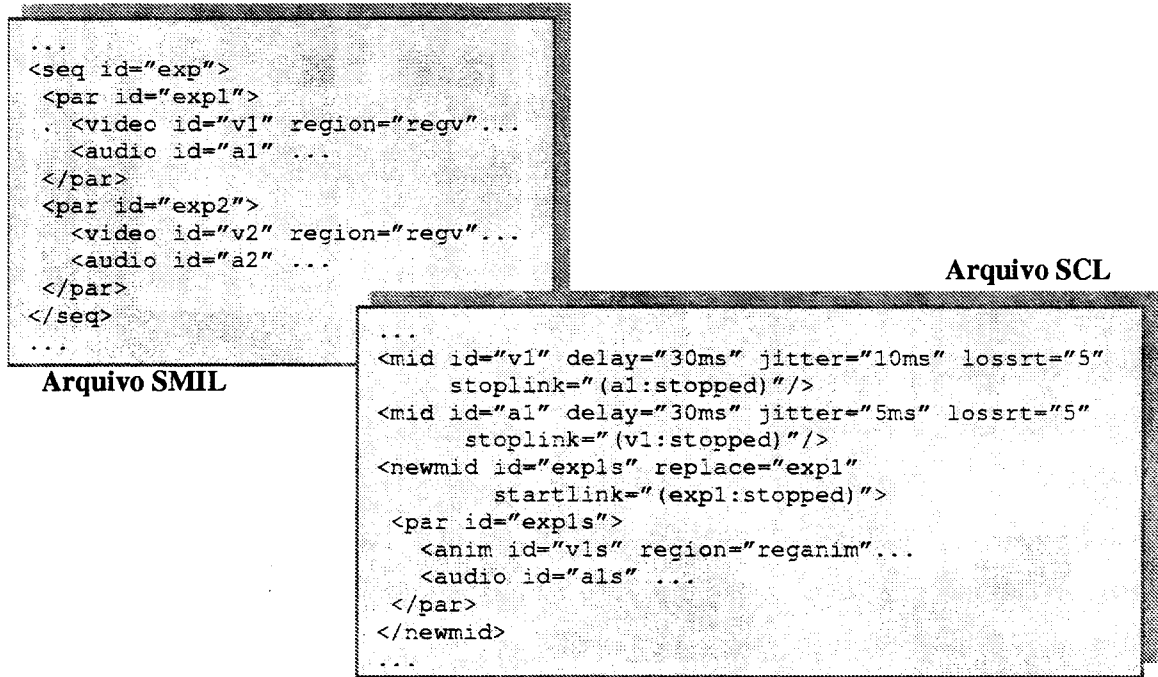 ...
<seq id="exp">
<par id="exp1">
. <video id="v1" region="regv"...
<audio id="a1" ...
</par>
<par id="exp2">
<video id="v2" region="regv"...
<audio id="a2" ...
</par>
</seq>
...
Arquivo SMIL
Arquivo SCL
...
<mid id="v1" delay="30ms" jitter="10ms" lossrt="5"
stoplink="(a1:stopped)"/>
<mid id="a1" delay="30ms" jitter="5ms" lossrt="5"
stoplink="(v1:stopped)"/>
<newmid id="exp1s" replace="exp1"
startlink="(exp1:stopped)">
<par id="exp1s">
<anim id="v1s" region="reganim"...
<audio id="a1s" ...
</par>
</newmid>
...